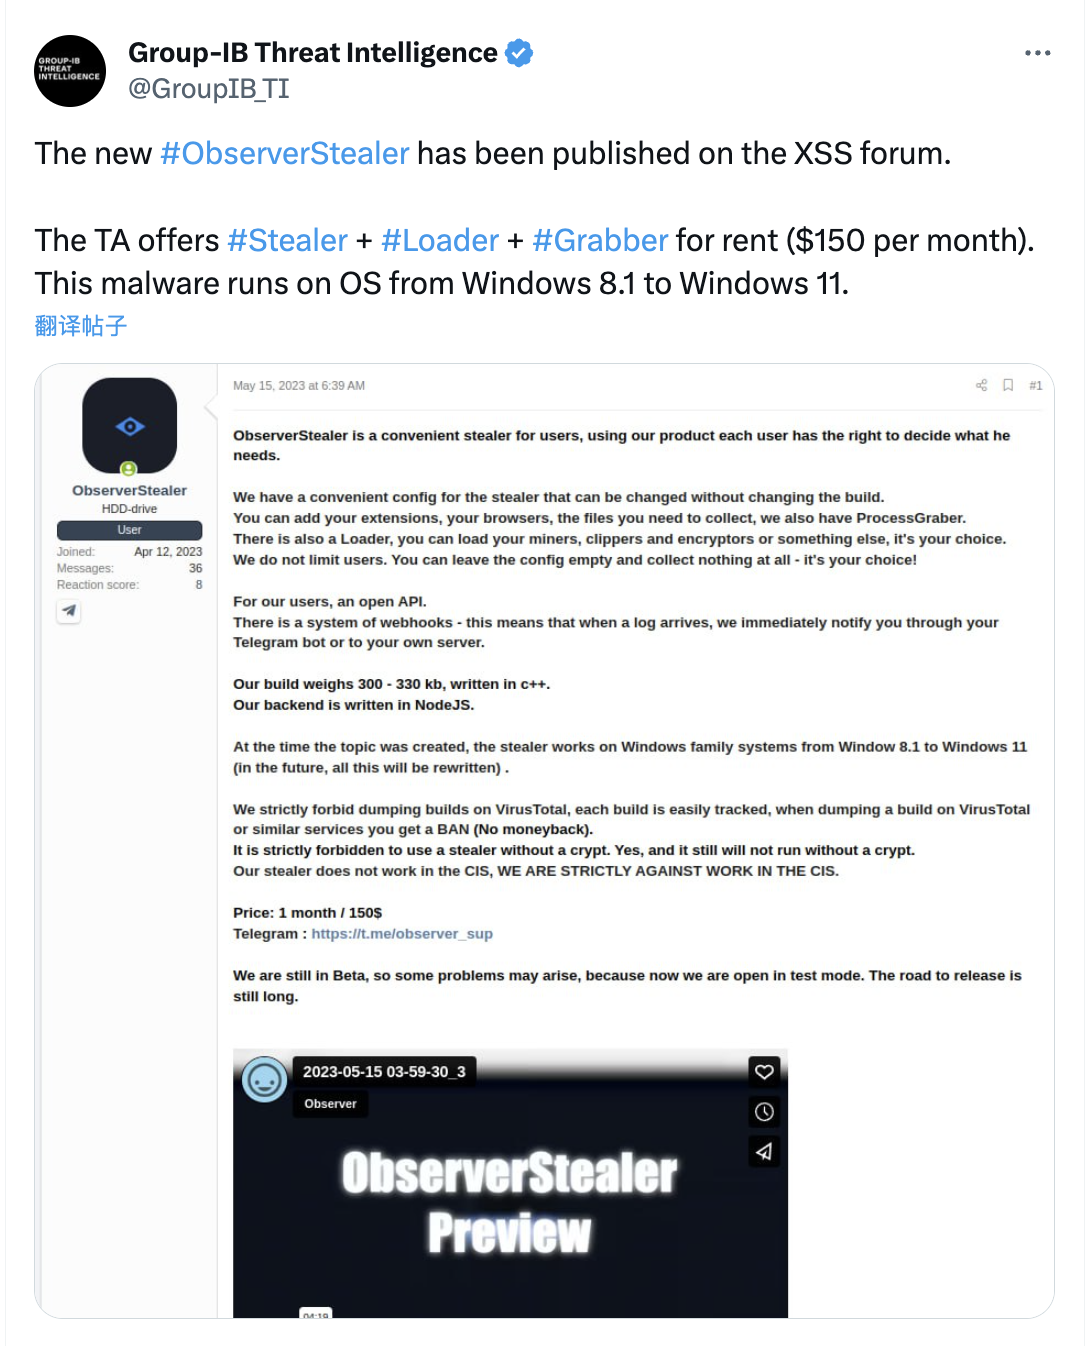 GROUP-IB
THREAT
INTELLIGENCE
Group-IB Threat Intelligence
@GroupIB_TI
The new #ObserverStealer has been published on the XSS forum.
The TA offers #Stealer + #Loader + #Grabber for rent ($150 per month).
This malware runs on OS from Windows 8.1 to Windows 11.
翻译帖子
ObserverStealer
HDD-drive
User
Joined: Apr 12, 2023
Messages: 36
Reaction score: 8
May 15, 2023 at 6:39 AM
#1
ObserverStealer is a convenient stealer for users, using our product each user has the right to decide what he
needs.
We have a convenient config for the stealer that can be changed without changing the build.
You can add your extensions, your browsers, the files you need to collect, we also have ProcessGraber.
There is also a Loader, you can load your miners, clippers and encryptors or something else, it's your choice.
We do not limit users. You can leave the config empty and collect nothing at all - it's your choice!
For our users, an open API.
There is a system of webhooks - this means that when a log arrives, we immediately notify you through your
Telegram bot or to your own server.
Our build weighs 300 - 330 kb, written in c++.
Our backend is written in NodeJS.
At the time the topic was created, the stealer works on Windows family systems from Window 8.1 to Windows 11
(in the future, all this will be rewritten) .
We strictly forbid dumping builds on VirusTotal, each build is easily tracked, when dumping a build on VirusTotal
or similar services you get a BAN (No moneyback).
It is strictly forbidden to use a stealer without a crypt. Yes, and it still will not run without a crypt.
Our stealer does not work in the CIS, WE ARE STRICTLY AGAINST WORK IN THE CIS.
Price: 1 month / 150$
Telegram : https://t.me/observer_sup
We are still in Beta, so some problems may arise, because now we are open in test mode. The road to release is
still long.
2023-05-15 03-59-30_3
Observer
ObserverStealer
Preview
04:19